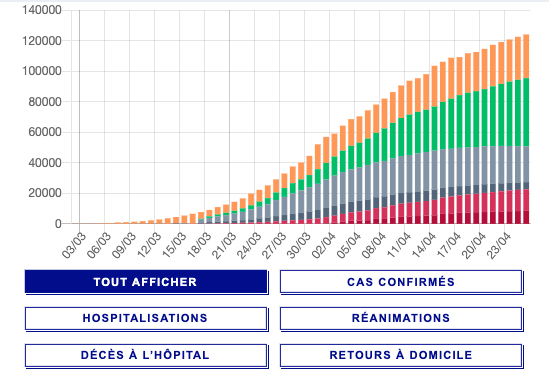 140000
120000
100000
80000
60000
40000
20000
0
03/03 06/03 09/03 12/03 15/03 18/03 21/03 24/03 27/03 30/03 02/04 05/04 08/04 11/04 14/04 17/04 20/04 23/04
TOUT AFFICHER CAS CONFIRMÉS
HOSPITALISATIONS RÉANIMATIONS
DÉCÈS À L'HÔPITAL RETOURS À DOMICILE